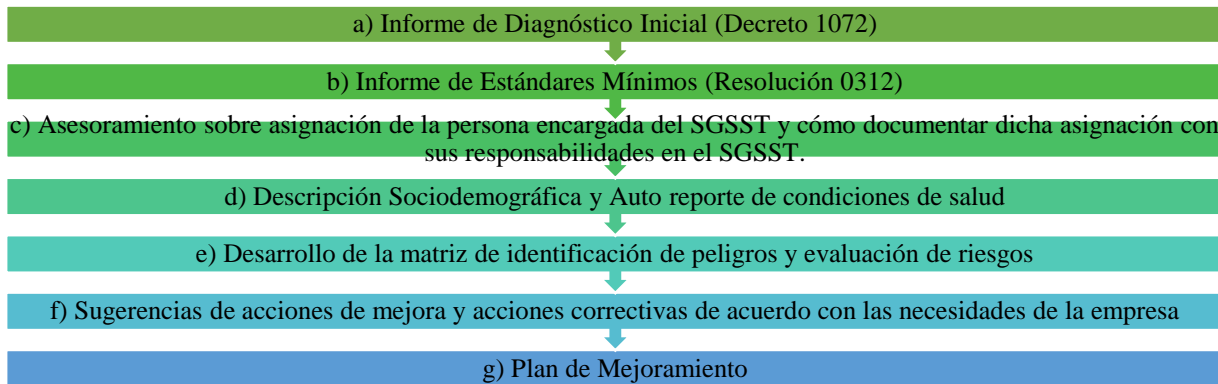 a) Informe de Diagnóstico Inicial (Decreto 1072)
b) Informe de Estándares Mínimos (Resolución 0312)
c) Asesoramiento sobre asignación de la persona encargada del SGSST y cómo documentar dicha asignación con
sus responsabilidades en el SGSST.
d) Descripción Sociodemográfica y Auto reporte de condiciones de salud
e) Desarrollo de la matriz de identificación de peligros y evaluación de riesgos
f) Sugerencias de acciones de mejora y acciones correctivas de acuerdo con las necesidades de la empresa
g) Plan de Mejoramiento